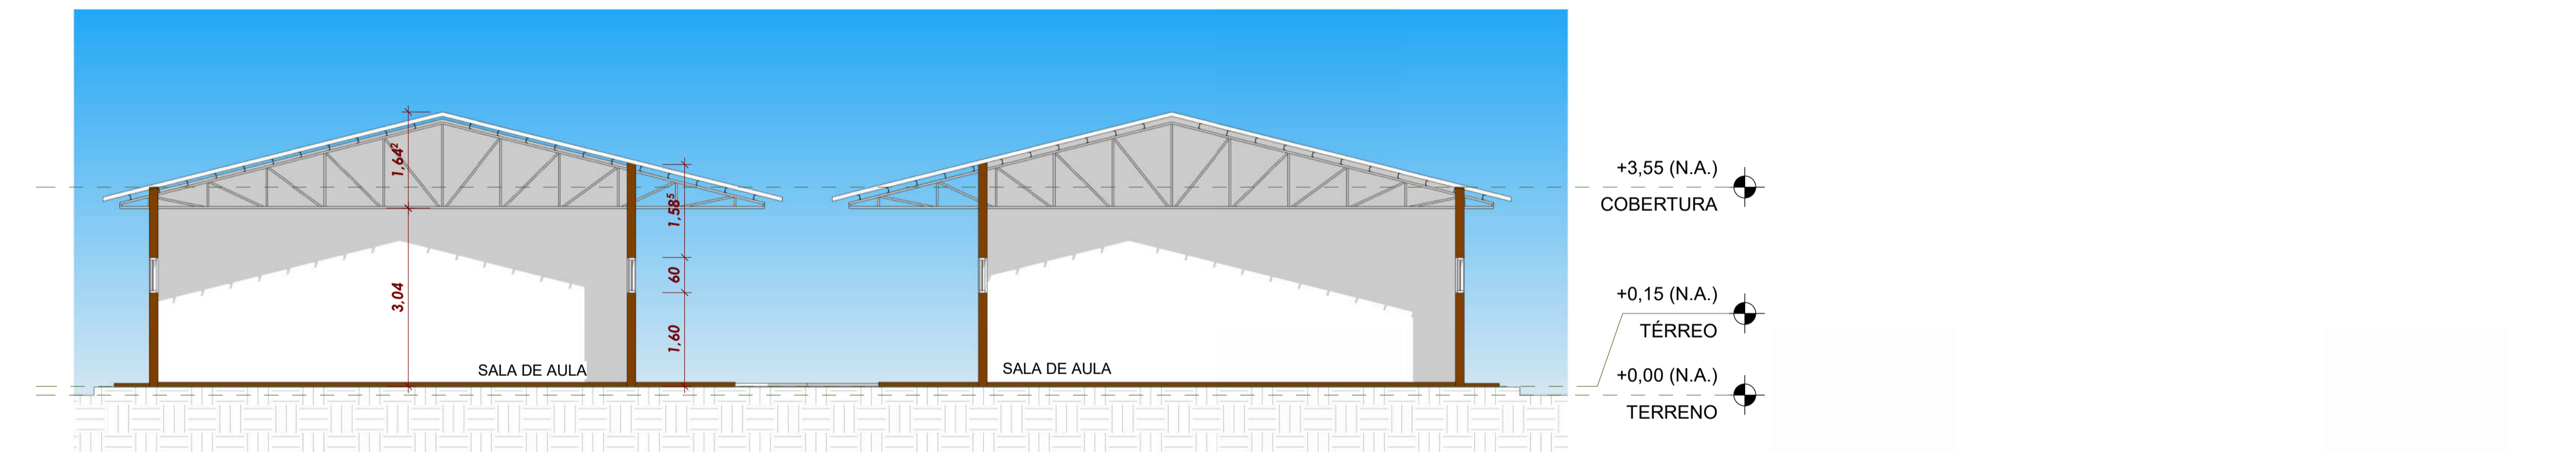 1,64²
3,04
1,58⁵
60
1,60
SALA DE AULA
SALA DE AULA
+3,55 (N.A.)
COBERTURA
+0,15 (N.A.)
TÉRREO
+0,00 (N.A.)
TERRENO